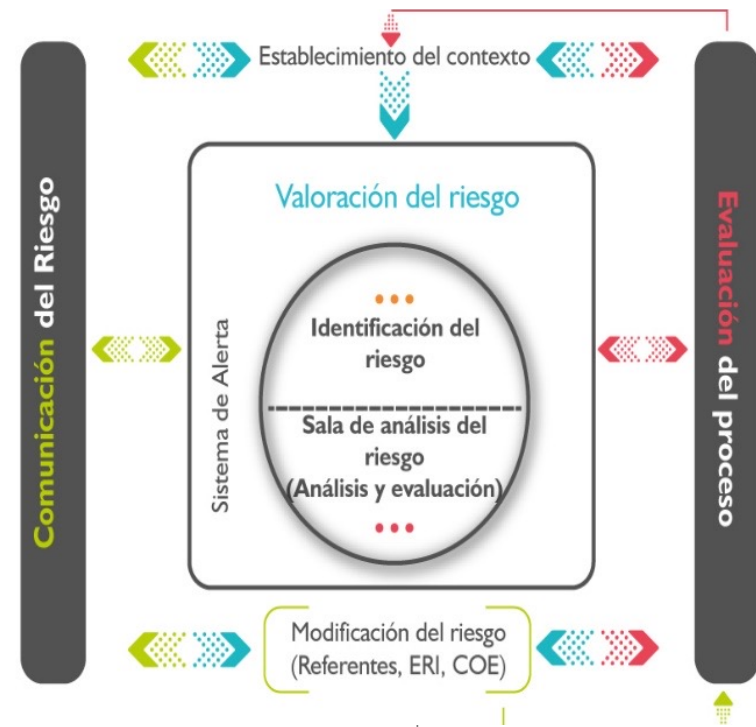 Establecimiento del contexto
Comunicación del Riesgo
Valoración del riesgo
Sistema de Alerta
Identificación del
riesgo
Sala de análisis del
riesgo
(Análisis y evaluación)
Evaluación del proceso
Modificación del riesgo
(Referentes, ERI, COE)